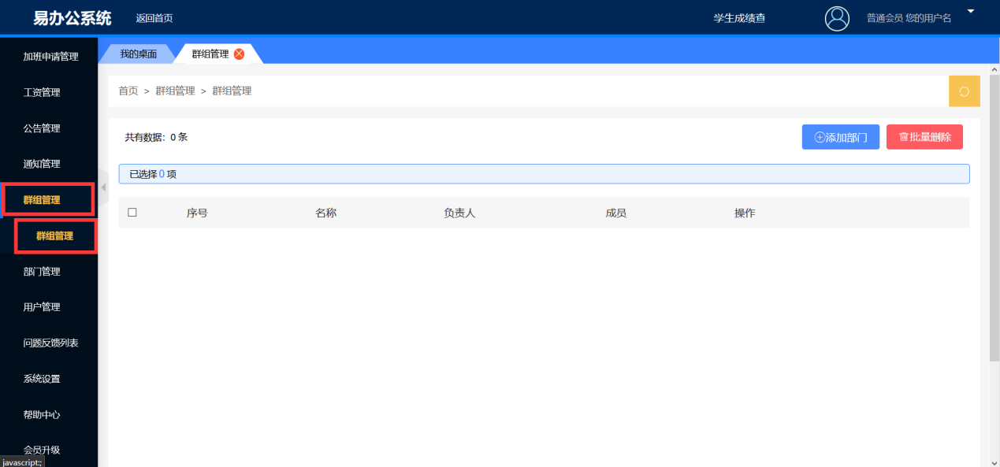 易办公系统 返回首页 学生成绩查 普通会员 您的用户名
我的桌面 群组管理
加班申请管理
工资管理
公告管理
通知管理
群组管理
群组管理
部门管理
用户管理
问题反馈列表
系统设置
帮助中心
会员升级
javascript:;
首页 > 群组管理 > 群组管理
共有数据：0 条 添加部门 批量删除
已选择 0 项
序号 名称 负责人 成员 操作